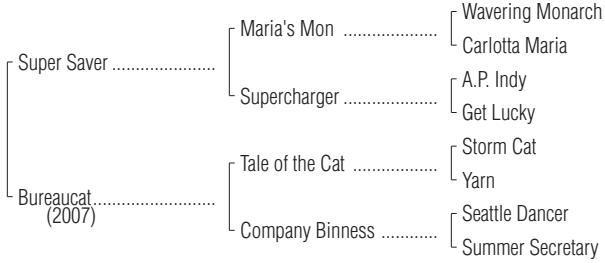 Wavering Monarch
Maria's Mon ..................
Carlotta Maria
Super Saver ......................
A.P. Indy
Supercharger ..................
Get Lucky
Storm Cat
Tale of the Cat ................
Yarn
Bureaucat..........................
(2007)
Seattle Dancer
Company Binness ............
Summer Secretary